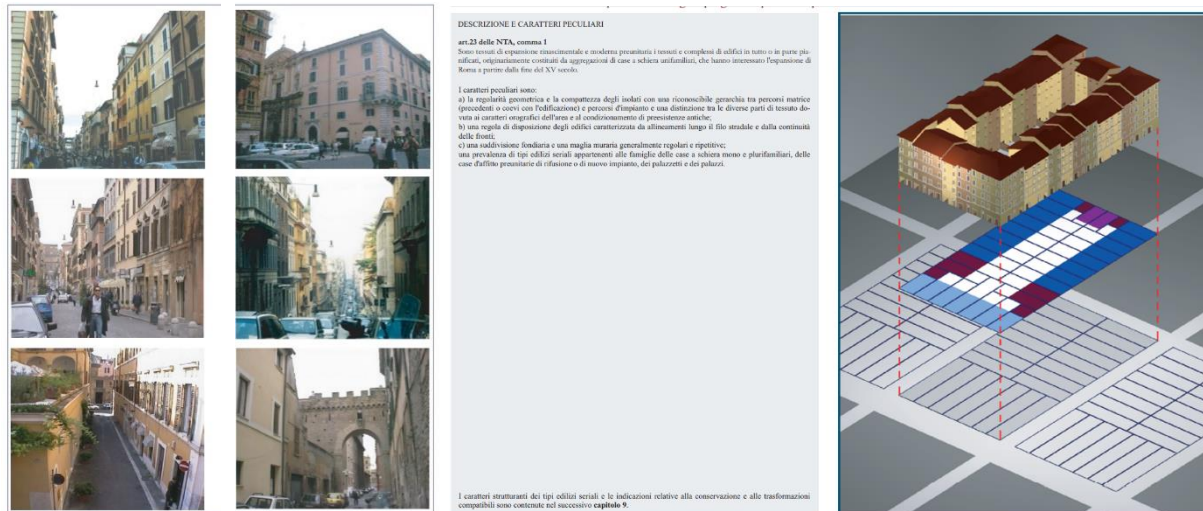 DESCRIZIONE E CARATTERI PECULIARI
art.23 delle NTA, comma 1
Sono tessuti di espansione rinascimentale e moderna preunitaria i tessuti e complessi di edifici in tutto o in parte pia-
nificati, originariamente costituiti da aggregazioni di case a schiera unifamiliari, che hanno interessato l'espansione di
Roma a partire dalla fine del XV secolo.
I caratteri peculiari sono:
a) la regolarità geometrica e la compattezza degli isolati con una riconoscibile gerarchia tra percorsi matrice
(precedenti o coevi con l'edificazione) e percorsi d'impianto e una distinzione tra le diverse parti di tessuto do-
vuta ai caratteri orografici dell'area e al condizionamento di preesistenze antiche;
b) una regola di disposizione degli edifici caratterizzata da allineamenti lungo il filo stradale e dalla continuità
delle fronti;
c) una suddivisione fondiaria e una maglia muraria generalmente regolari e ripetitive;
una prevalenza di tipi edilizi seriali appartenenti alle famiglie delle case a schiera mono e plurifamiliari, delle
case d'affitto preunitarie di rifusione o di nuovo impianto, dei palazzetti e dei palazzi.
I caratteri strutturanti dei tipi edilizi seriali e le indicazioni relative alla conservazione e alle trasformazioni
compatibili sono contenute nel successivo capitolo 9.